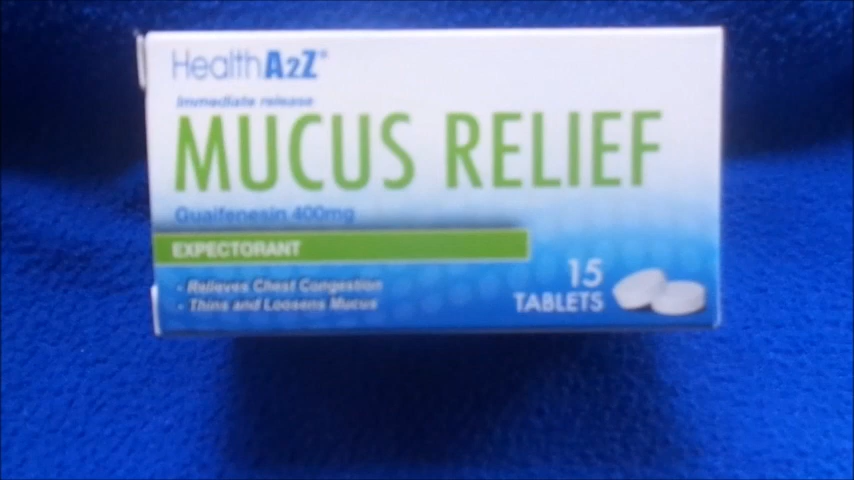 HealthA2Z®
Immediate release
MUCUS RELIEF
Guaifenesin 400mg
EXPECTORANT
- Relieves Chest Congestion
- Thins and Loosens Mucus
15
TABLETS